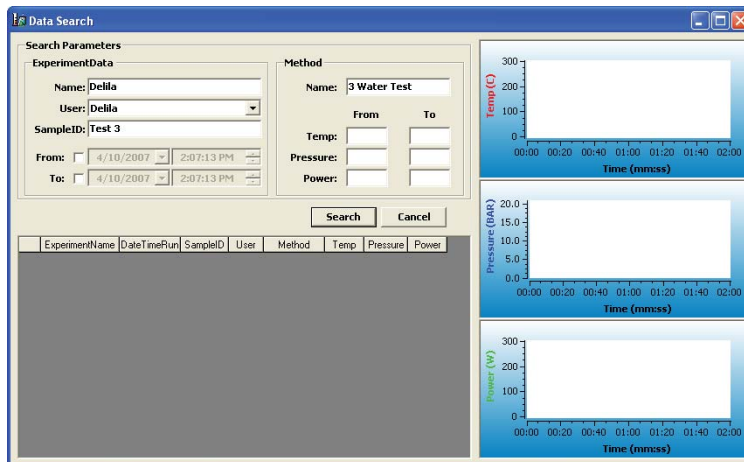 Data Search
Search Parameters
ExperimentData
Name: Delila
User: Delila
SampleID: Test 3
From: 4/10/2007 2:07:13 PM
To: 4/10/2007 2:07:13 PM
Method
Name: 3 Water Test
From To
Temp:
Pressure:
Power:
Search Cancel
ExperimentName DateTimeRun SampleID User Method Temp Pressure Power
Temp (C)
300
200
100
0
00:00 00:20 00:40 01:00 01:20 01:40 02:00
Time (mm:ss)
Pressure (BAR)
20.0
15.0
10.0
5.0
0.0
00:00 00:20 00:40 01:00 01:20 01:40 02:00
Time (mm:ss)
Power (W)
300
200
100
0
00:00 00:20 00:40 01:00 01:20 01:40 02:00
Time (mm:ss)